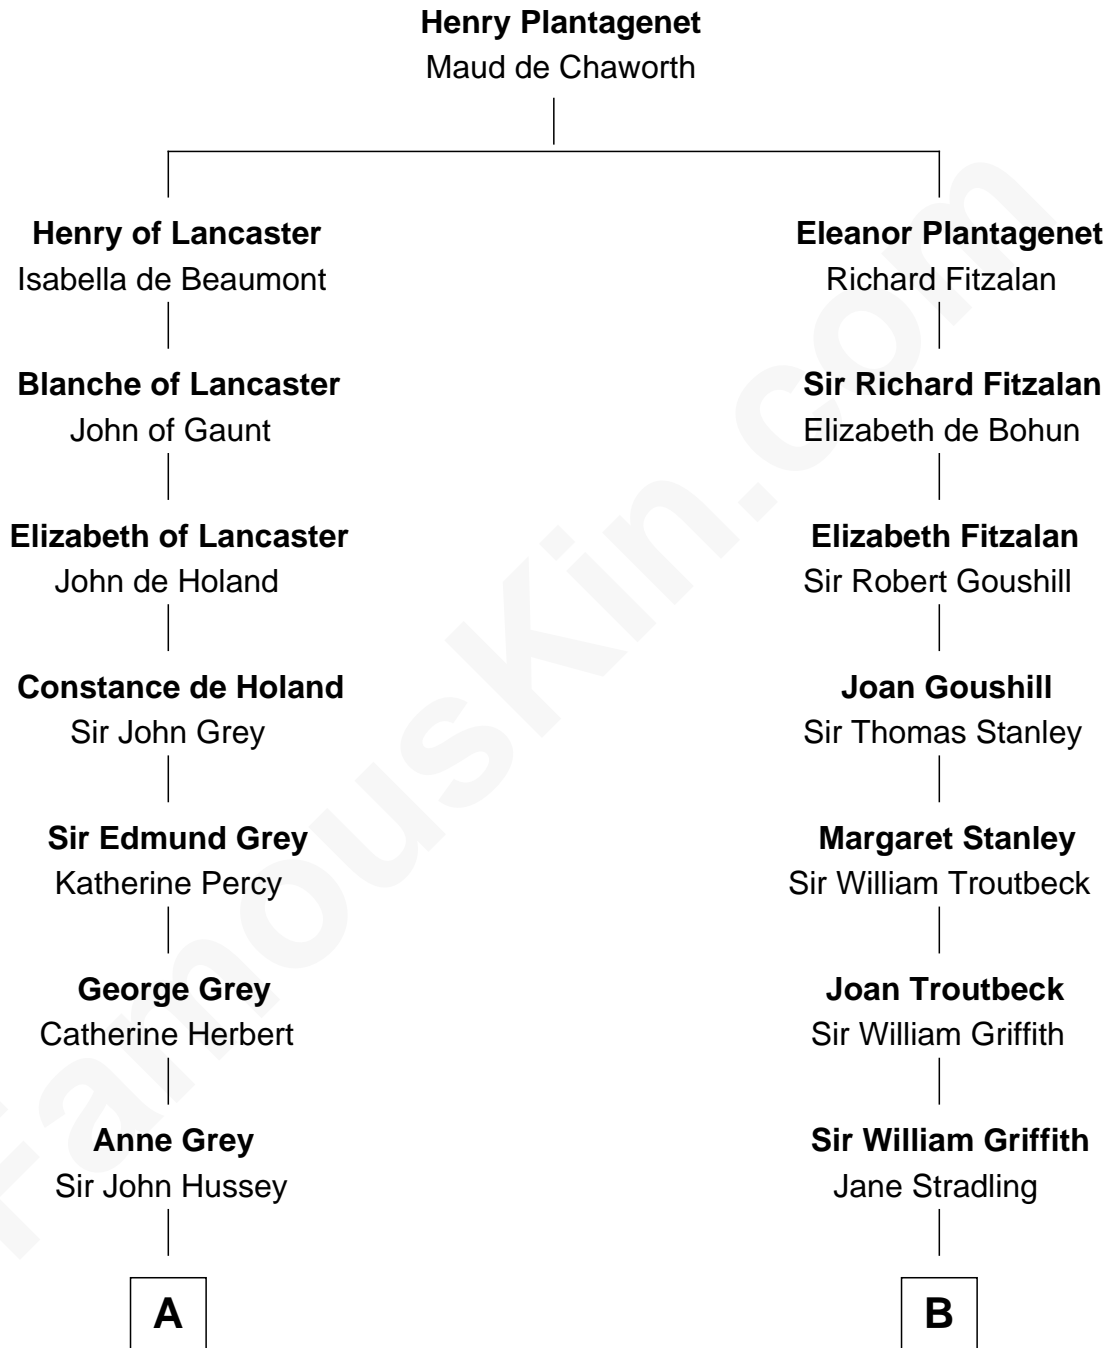 Henry Plantagenet
Maud de Chaworth
Henry of Lancaster
Isabella de Beaumont
Eleanor Plantagenet
Richard Fitzalan
Blanche of Lancaster
John of Gaunt
Sir Richard Fitzalan
Elizabeth de Bohun
Elizabeth of Lancaster
John de Holand
Elizabeth Fitzalan
Sir Robert Goushill
Constance de Holand
Sir John Grey
Joan Goushill
Sir Thomas Stanley
Sir Edmund Grey
Katherine Percy
Margaret Stanley
Sir William Troutbeck
George Grey
Catherine Herbert
Joan Troutbeck
Sir William Griffith
Anne Grey
Sir John Hussey
Sir William Griffith
Jane Stradling
A
B
FamousKin.com